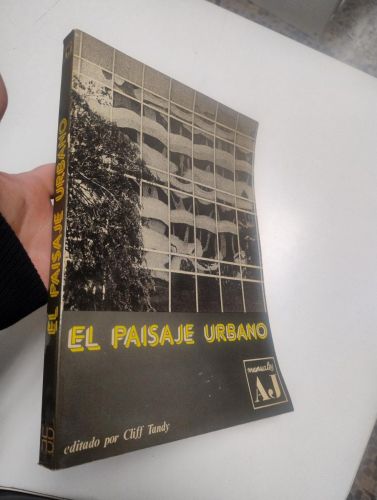 EL PAISAJE URBANO
manuales
AJ
editado por Cliff Tandy
EL PAISAJE URBANO